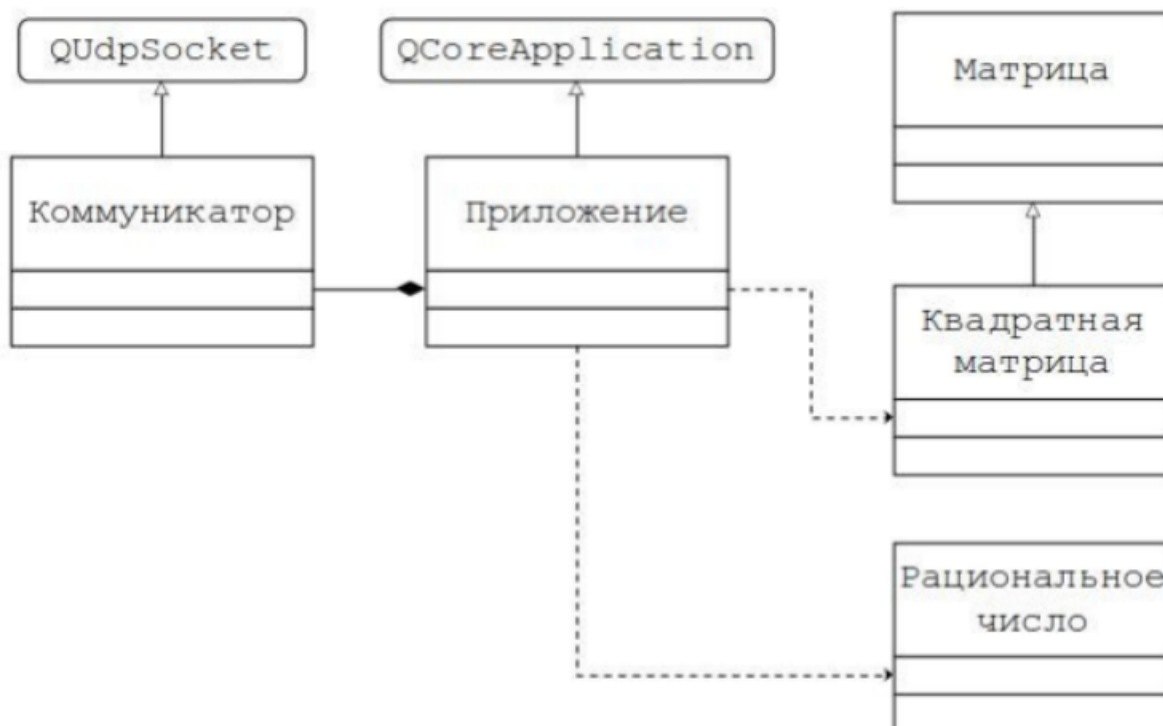 QUdpSocket
QCoreApplication
Матрица
Коммуникатор
Приложение
Квадратная
матрица
Рациональное
число